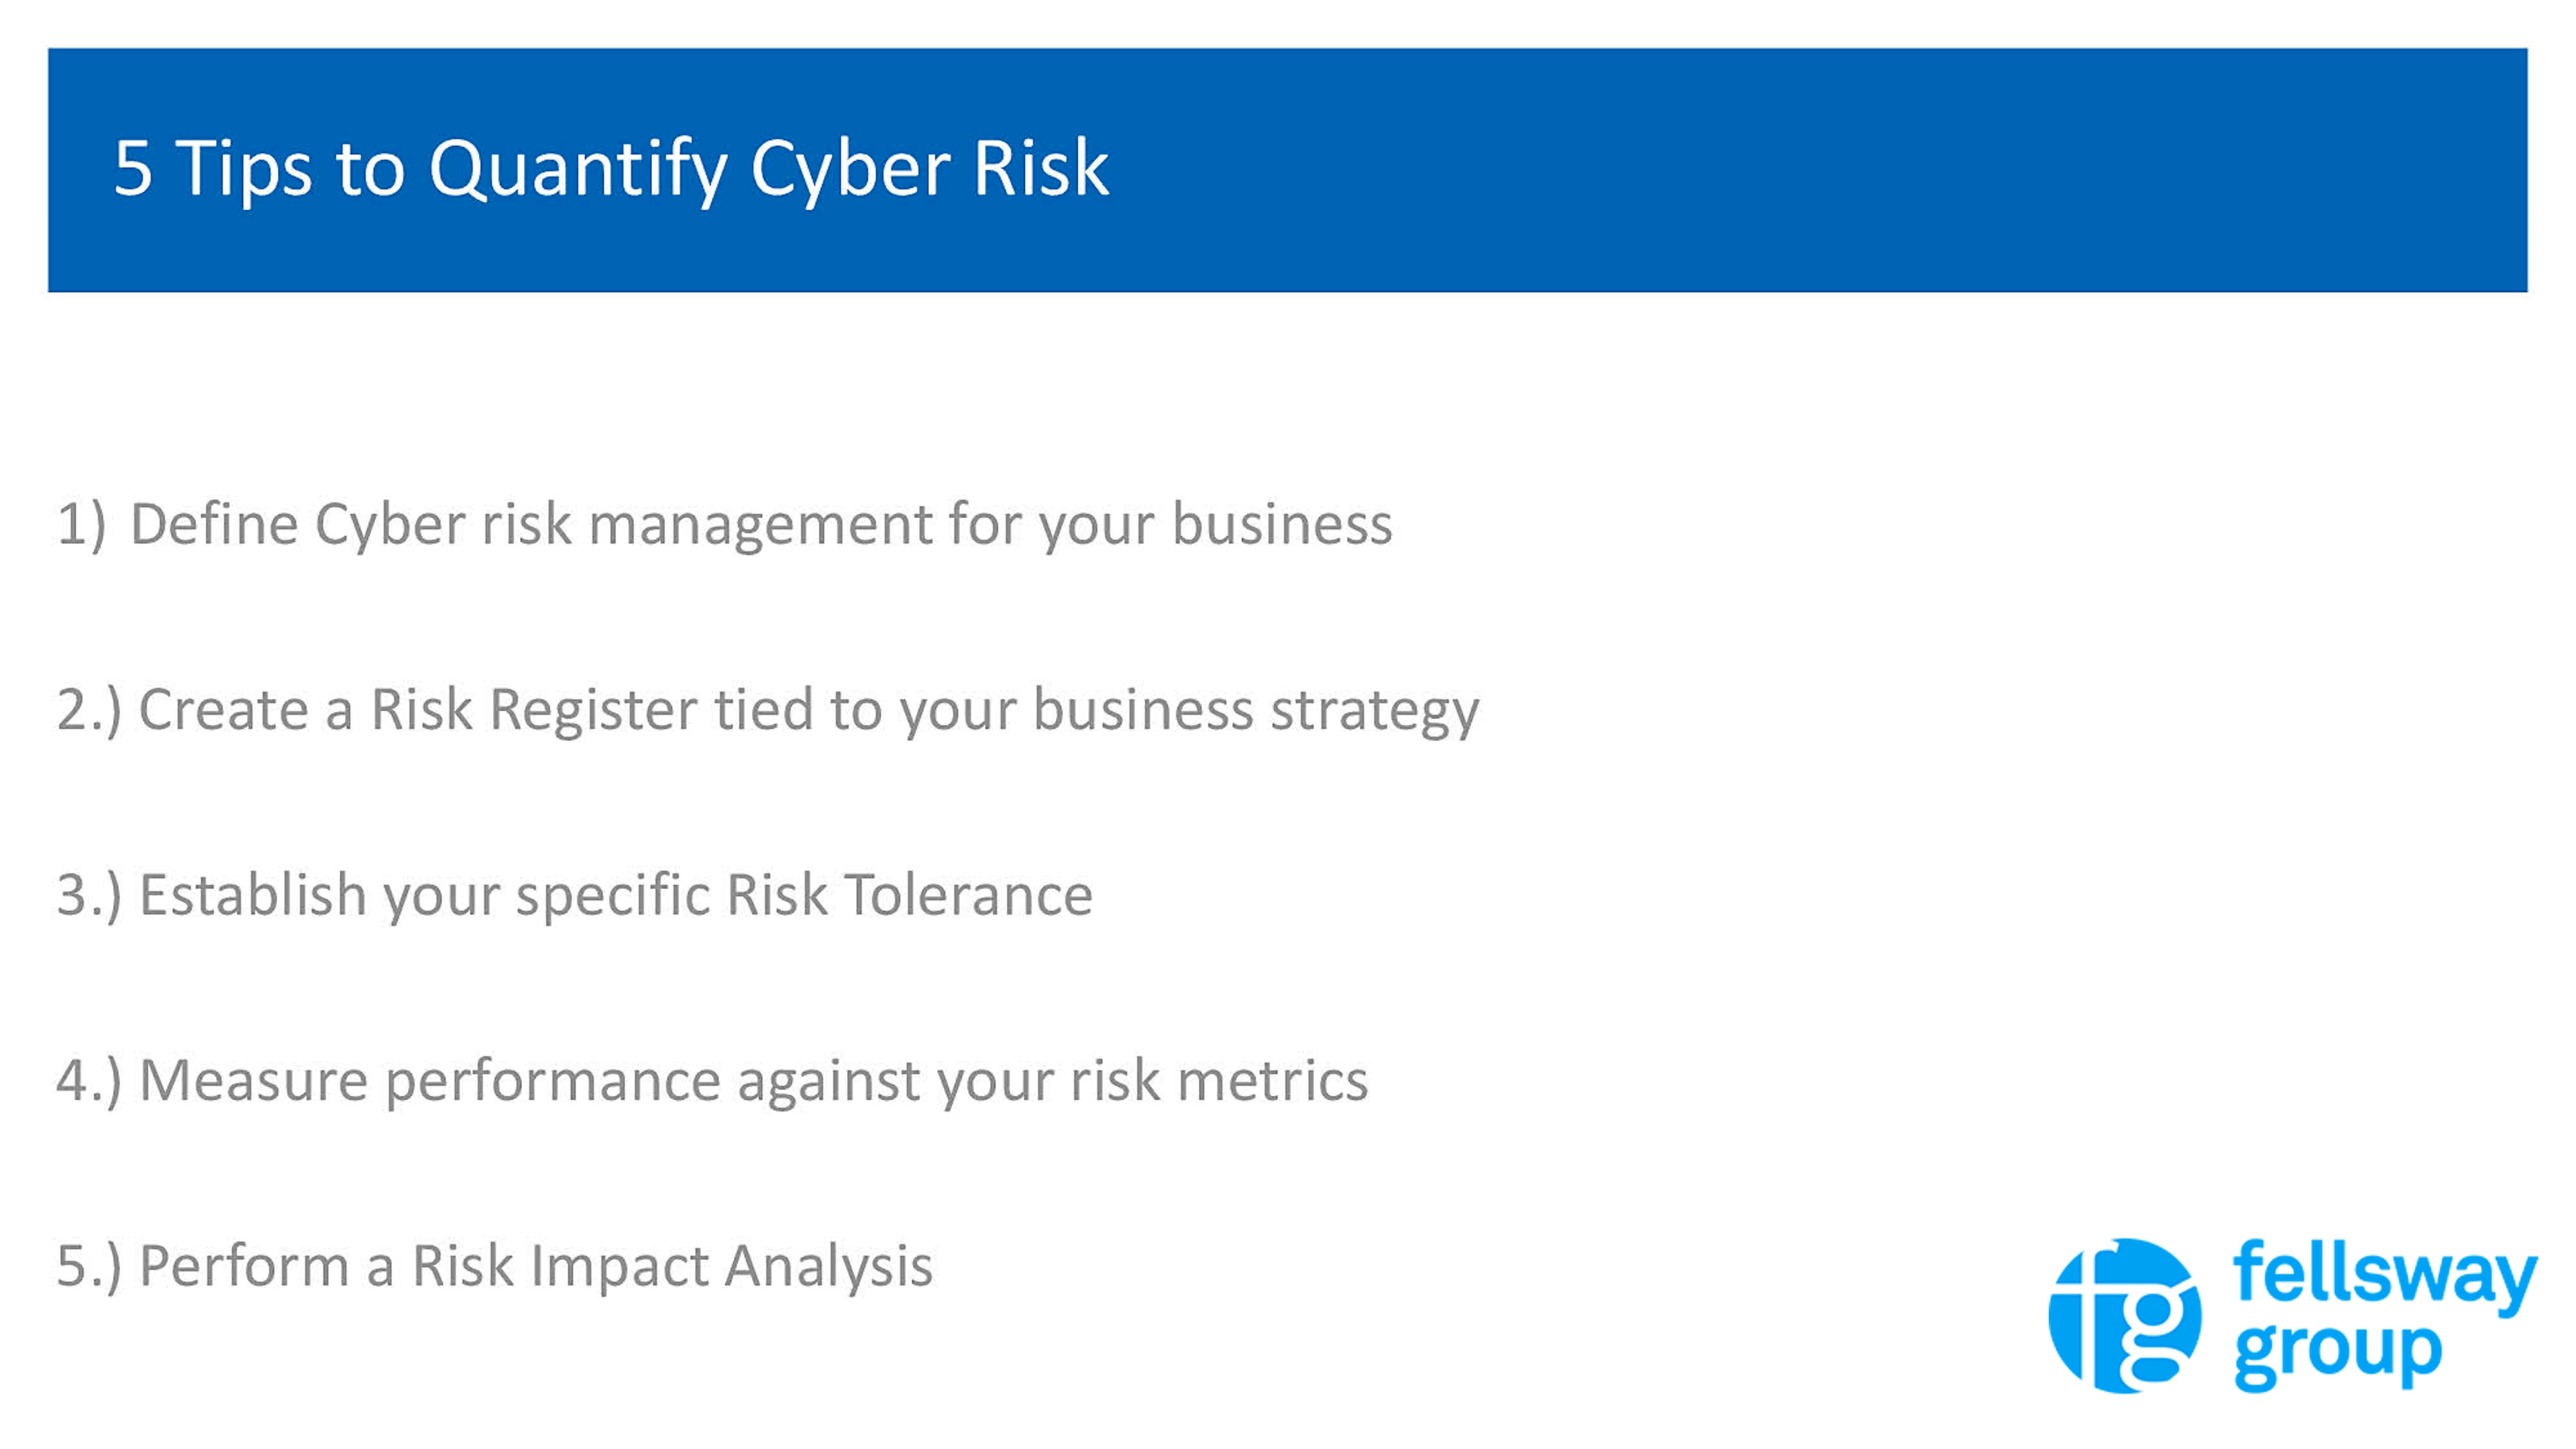 5 Tips to Quantify Cyber Risk
1) Define Cyber risk management for your business
2.) Create a Risk Register tied to your business strategy
3.) Establish your specific Risk Tolerance
4.) Measure performance against your risk metrics
5.) Perform a Risk Impact Analysis
fg
fellsway
group